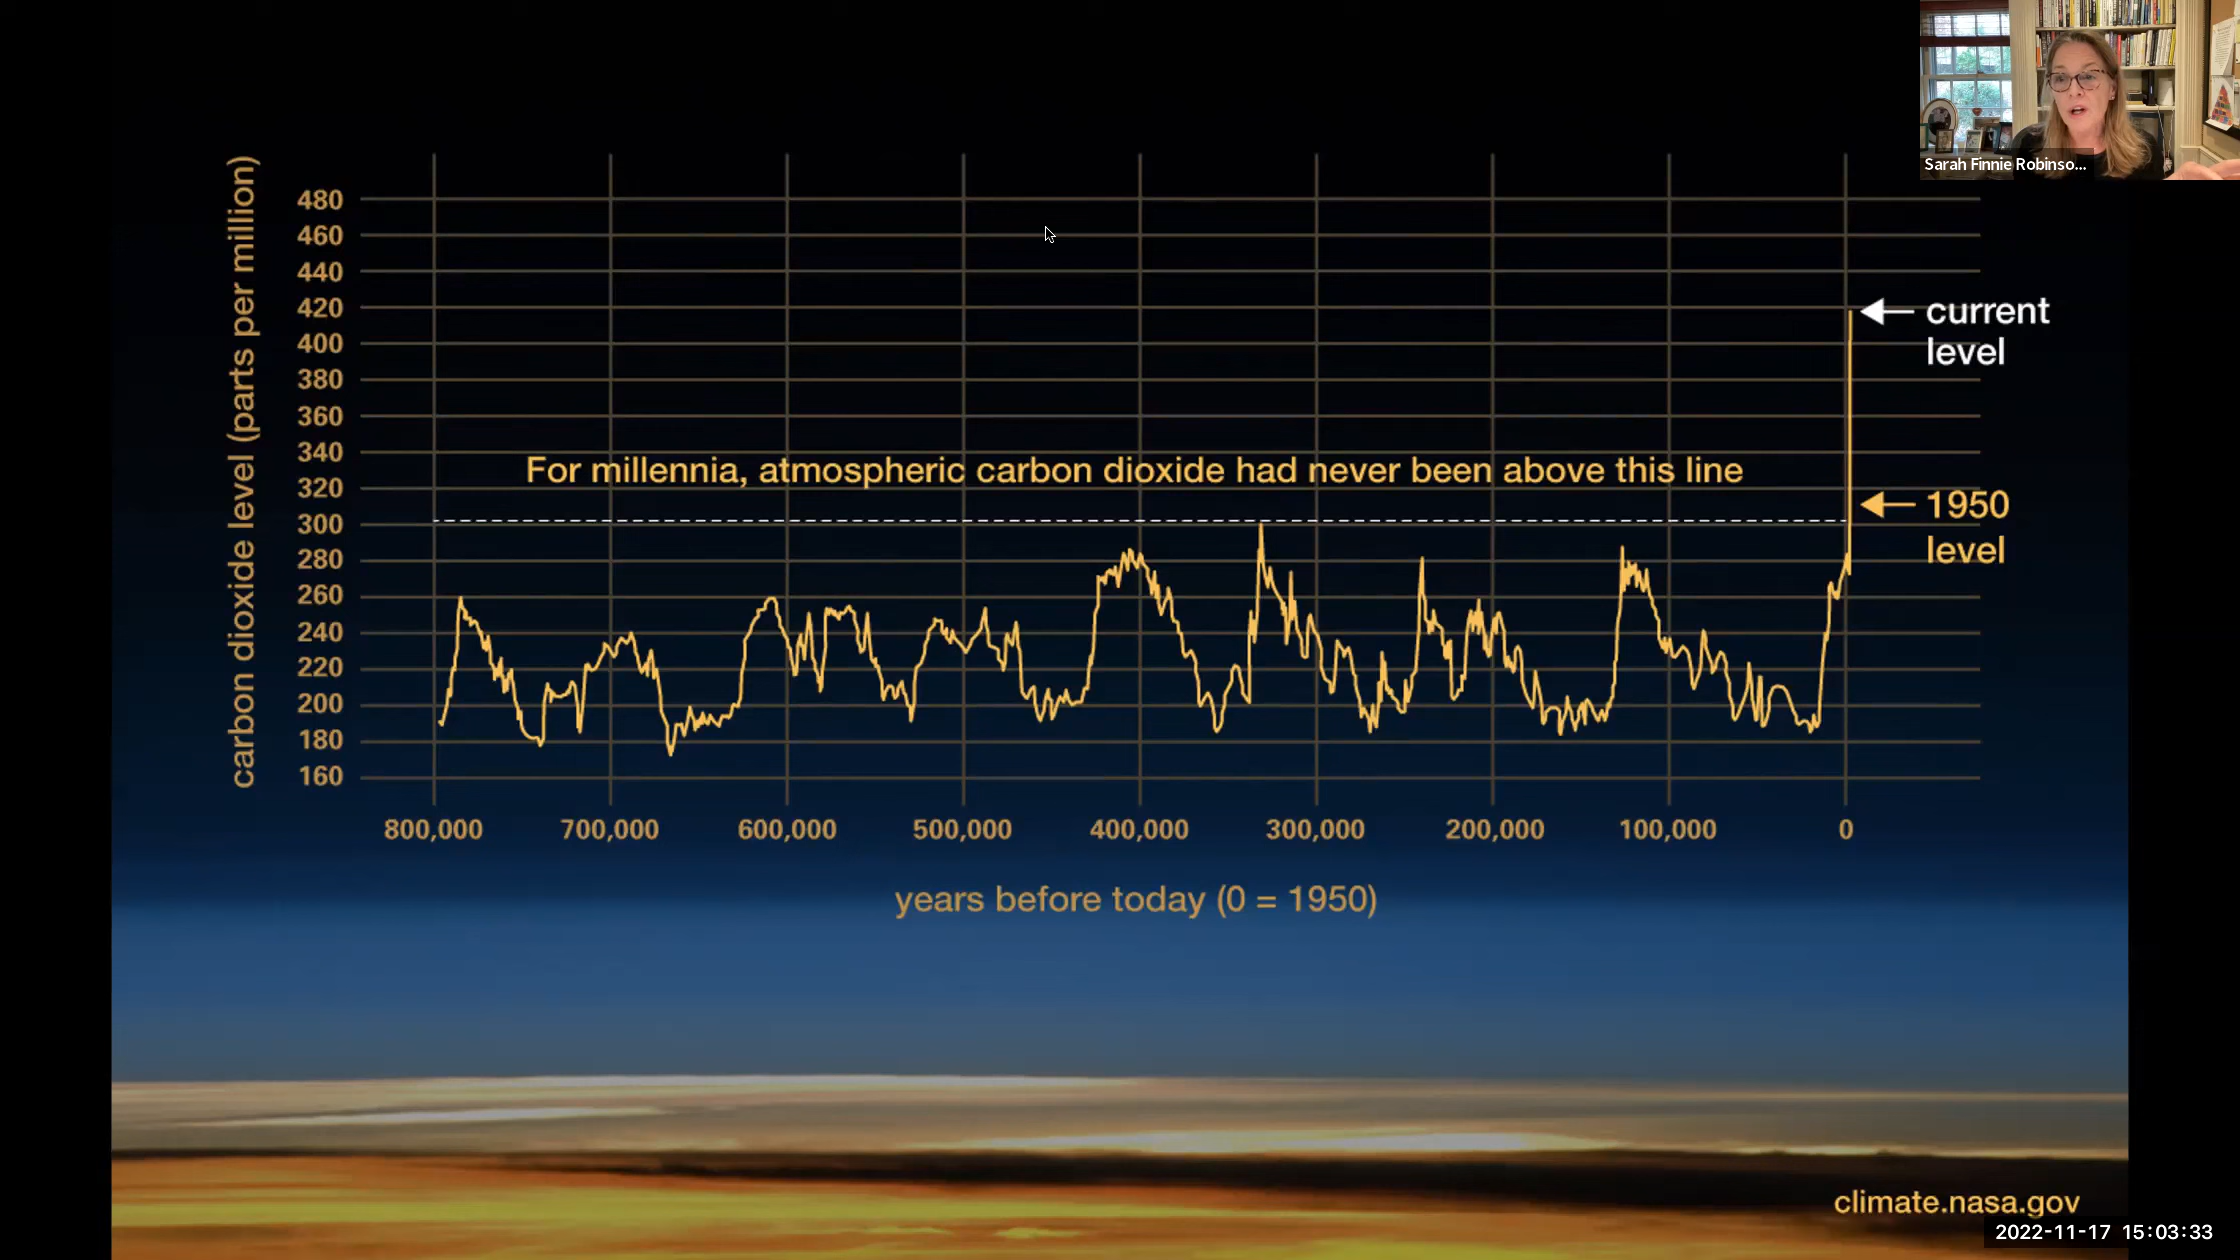 Sarah Finnie Robinso...
carbon dioxide level (parts per million)
480
460
440
420
400
380
360
340
320
300
280
260
240
220
200
180
160
current
level
For millennia, atmospheric carbon dioxide had never been above this line
1950
level
800,000 700,000 600,000 500,000 400,000 300,000 200,000 100,000 0
years before today (0 = 1950)
climate.nasa.gov
2022-11-17 15:03:33